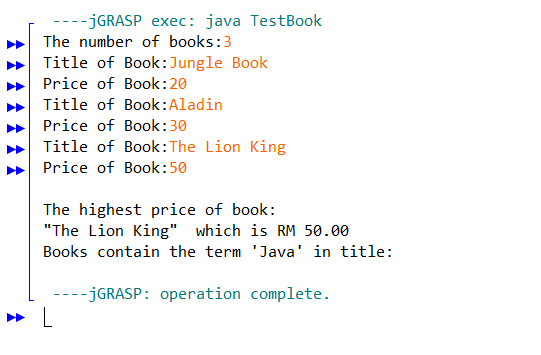 ----jGRASP exec: java TestBook
The number of books:3
Title of Book:Jungle Book
Price of Book:20
Title of Book:Aladin
Price of Book:30
Title of Book:The Lion King
Price of Book:50
The highest price of book:
"The Lion King"  which is RM 50.00
Books contain the term 'Java' in title:
----jGRASP: operation complete.